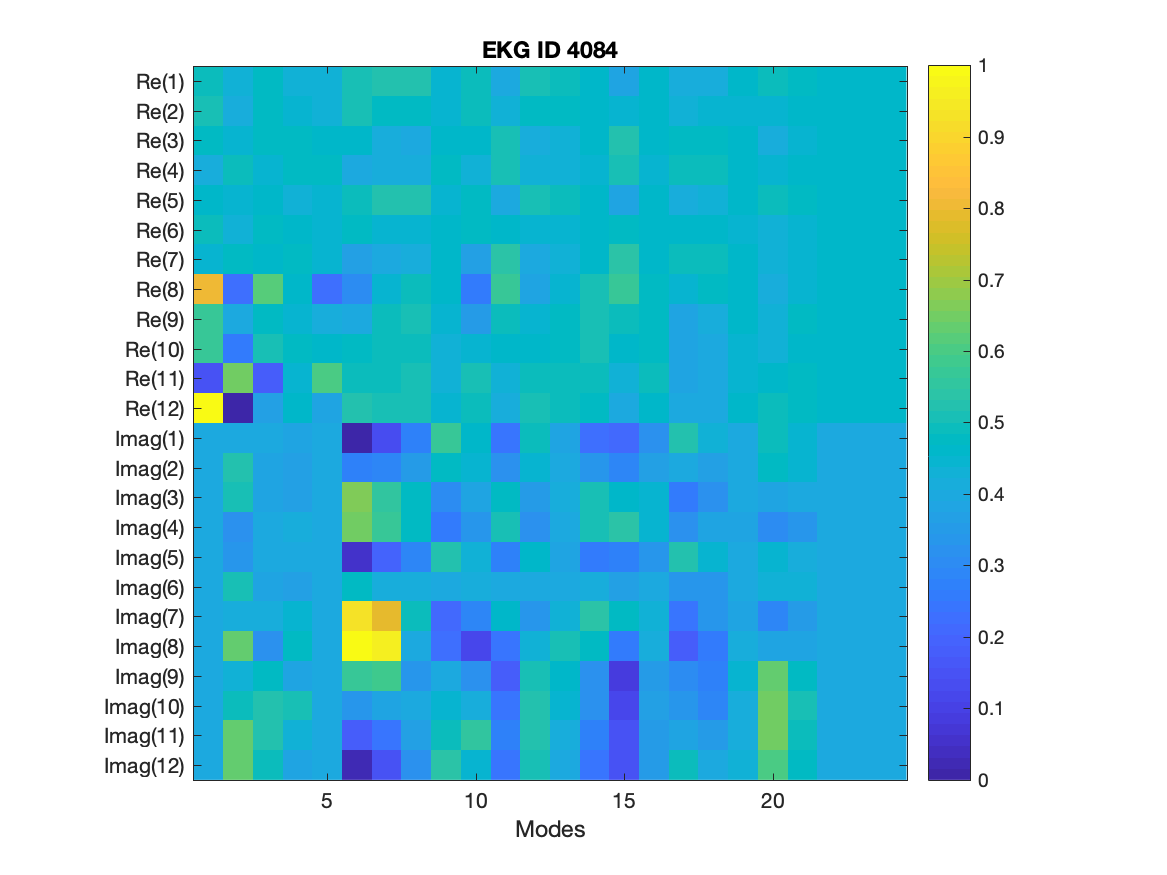 EKG ID 4084
Re(1)
Re(2)
Re(3)
Re(4)
Re(5)
Re(6)
Re(7)
Re(8)
Re(9)
Re(10)
Re(11)
Re(12)
Imag(1)
Imag(2)
Imag(3)
Imag(4)
Imag(5)
Imag(6)
Imag(7)
Imag(8)
Imag(9)
Imag(10)
Imag(11)
Imag(12)
5 10 15 20
Modes
1
0.9
0.8
0.7
0.6
0.5
0.4
0.3
0.2
0.1
0